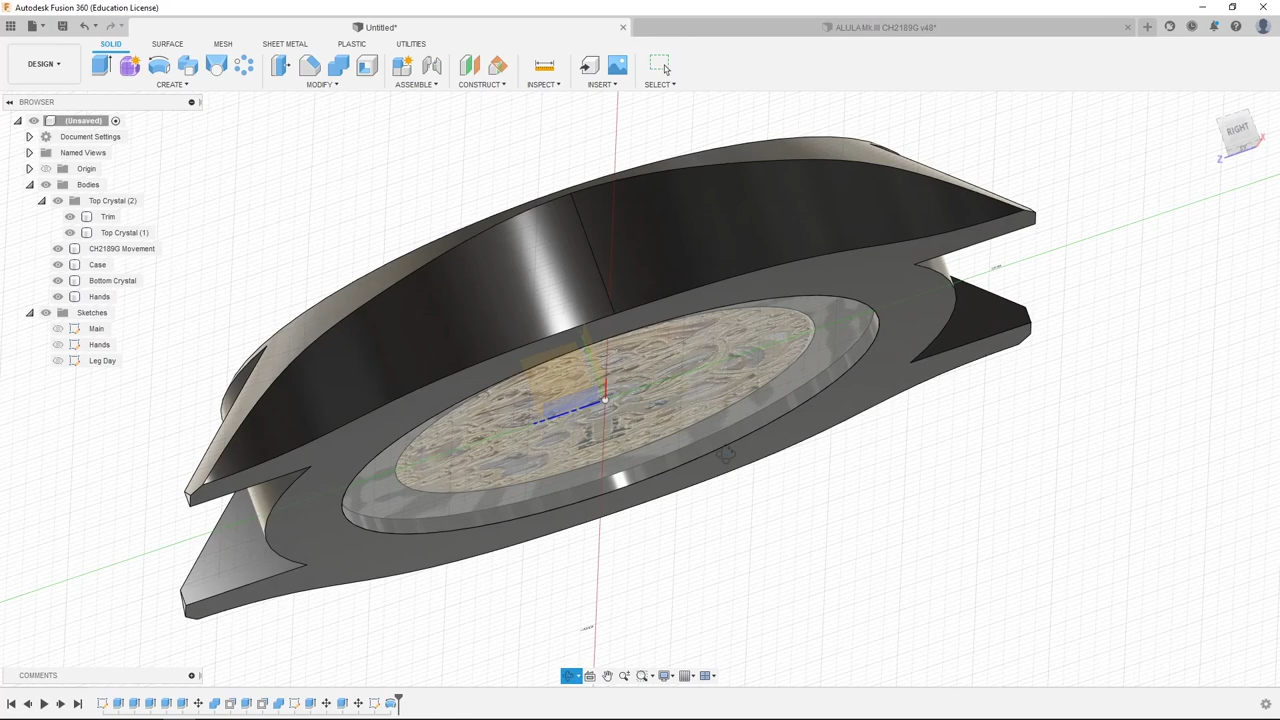 Autodesk Fusion 360 (Education License)
Untitled*
ALULA Mk.III CH2189G v48*
SOLID SURFACE MESH SHEET METAL PLASTIC UTILITIES
DESIGN
CREATE MODIFY ASSEMBLE CONSTRUCT INSPECT INSERT SELECT
BROWSER
(Unsaved)
Document Settings
Named Views
Origin
Bodies
Top Crystal (2)
Trim
Top Crystal (1)
CH2189G Movement
Case
Bottom Crystal
Hands
Sketches
Main
Hands
Leg Day
RIGHT
Z
X
COMMENTS